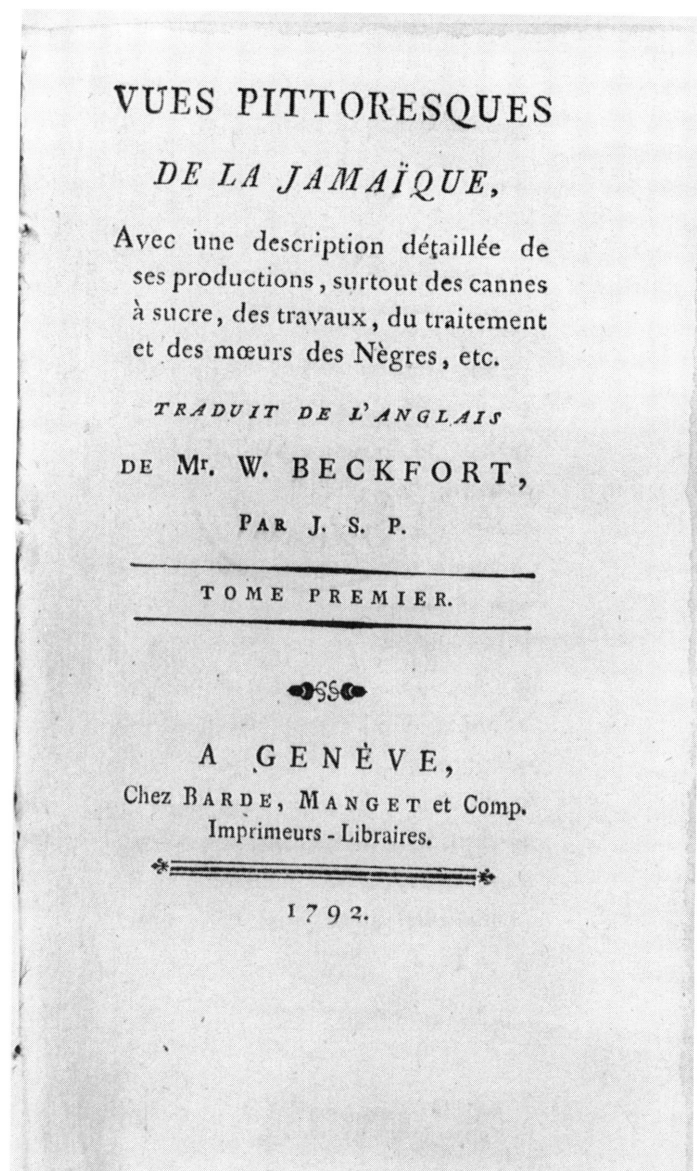 VUES PITTORESQUES
DE LA JAMAÏQUE,
Avec une description détaillée de
ses productions, surtout des cannes
à sucre, des travaux, du traitement
et des mœurs des Nègres, etc.
TRADUIT DE L'ANGLAIS
DE Mr. W. BECKFORT,
PAR J. S. P.
TOME PREMIER.
A GENÈVE,
Chez BARDE, MANGET et Comp.
Imprimeurs-Libraires.
1792.